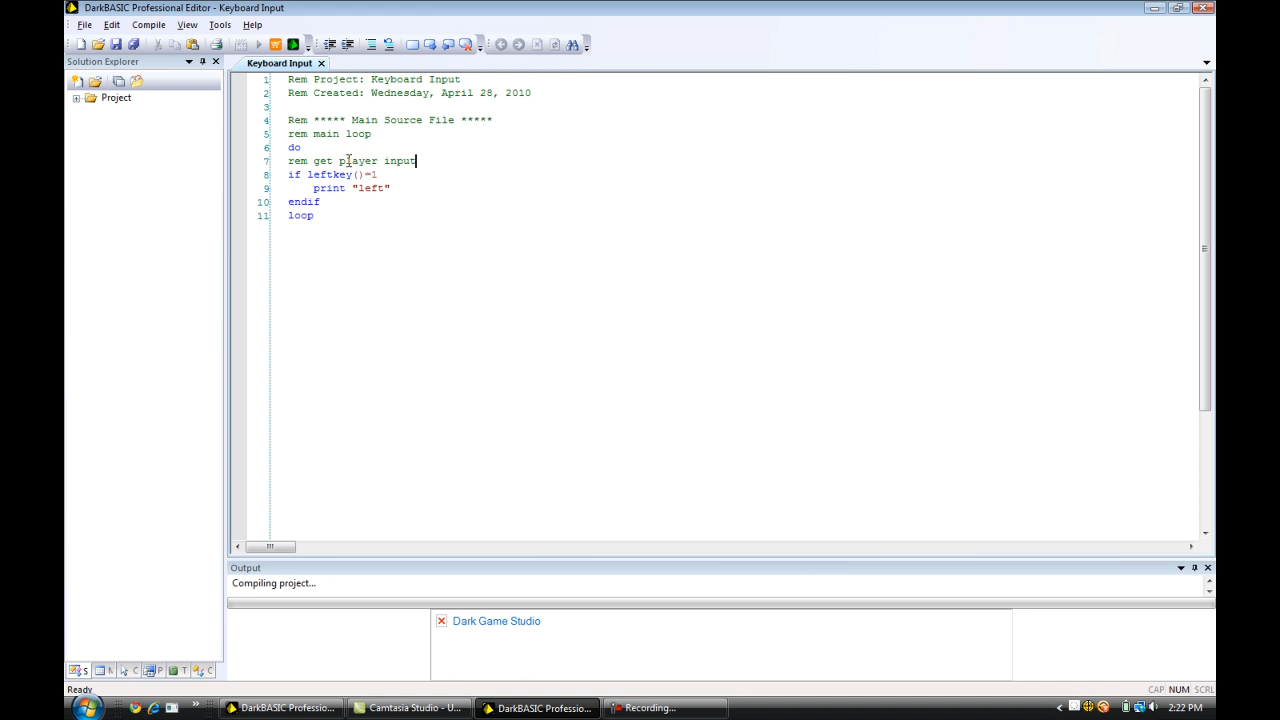 DarkBASIC Professional Editor - Keyboard Input
File Edit Compile View Tools Help
Solution Explorer
Keyboard Input
Project
1 Rem Project: Keyboard Input
2 Rem Created: Wednesday, April 28, 2010
3
4 Rem ***** Main Source File *****
5 rem main loop
6 do
7 rem get player input
8 if leftkey()=1
9 print "left"
10 endif
11 loop
Output
Compiling project...
Dark Game Studio
S C P T C
Ready
CAP NUM SCRL
DarkBASIC Professio... Camtasia Studio - U... DarkBASIC Professio... Recording... 2:22 PM